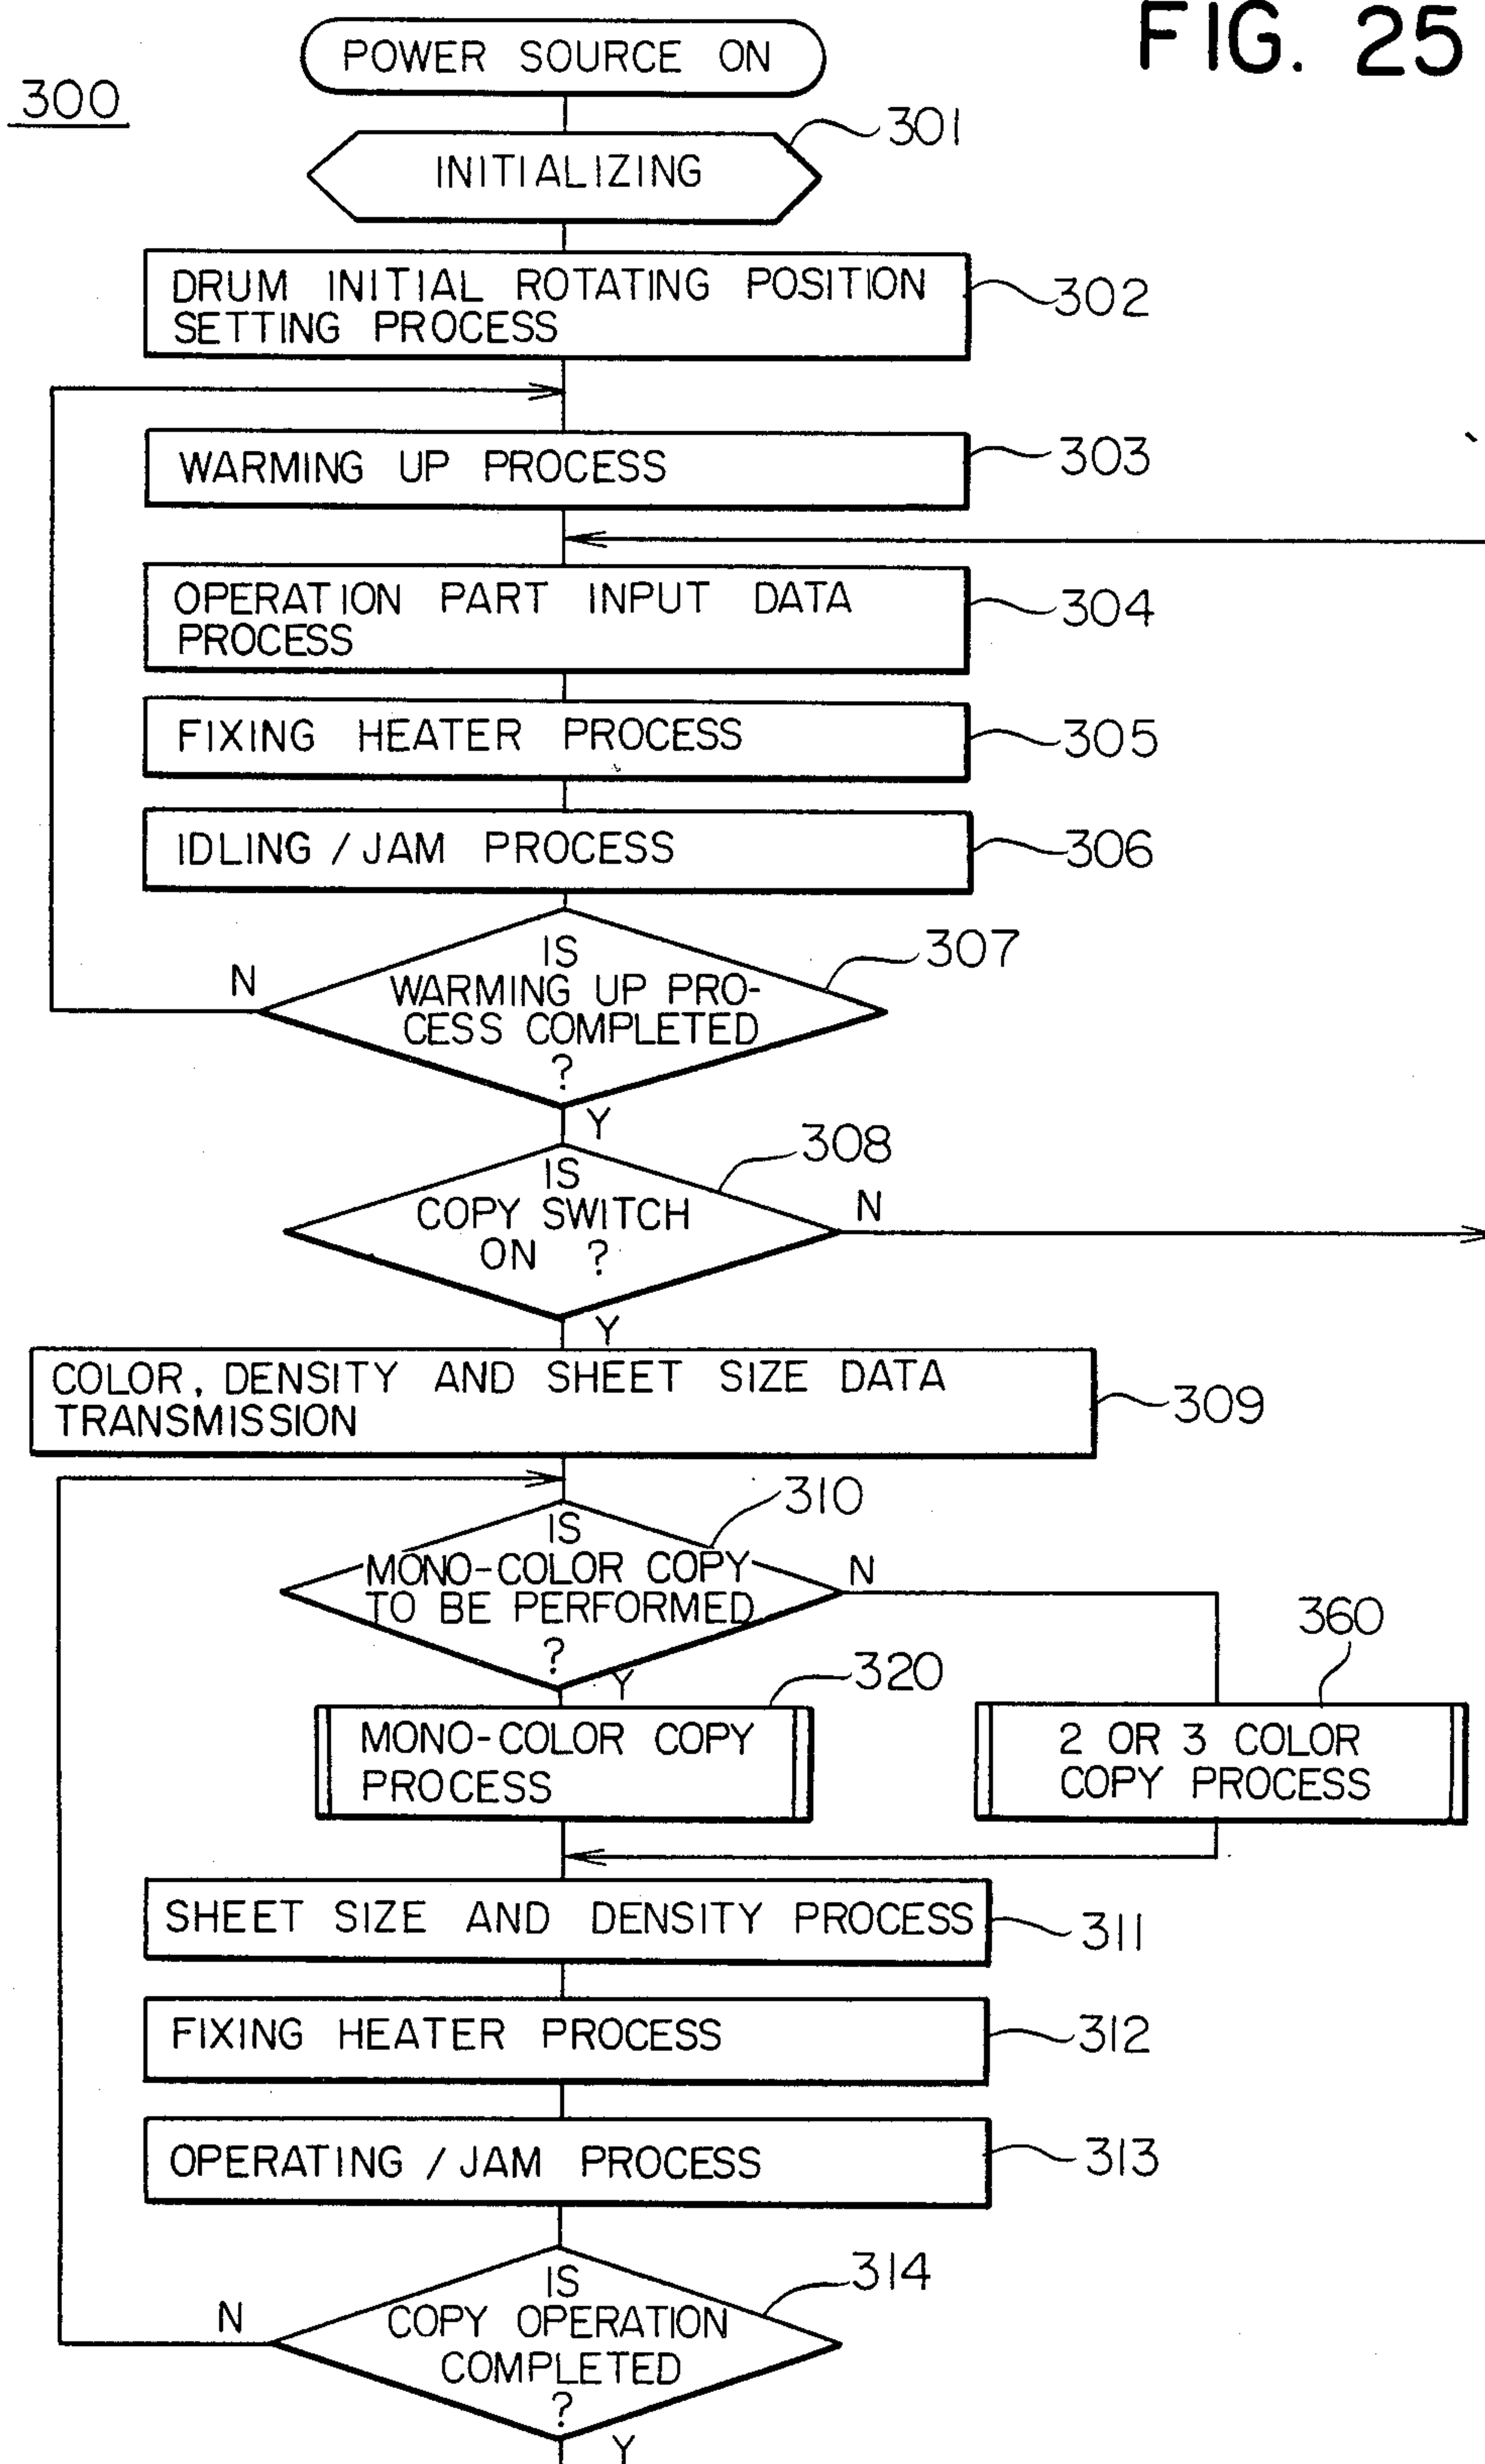 FIG. 25
300
POWER SOURCE ON
301
INITIALIZING
302
DRUM INITIAL ROTATING POSITION
SETTING PROCESS
303
WARMING UP PROCESS
304
OPERATION PART INPUT DATA
PROCESS
305
FIXING HEATER PROCESS
306
IDLING / JAM PROCESS
307
IS
WARMING UP PRO-
CESS COMPLETED
?
N
Y
308
IS
COPY SWITCH
ON ?
N
Y
309
COLOR, DENSITY AND SHEET SIZE DATA
TRANSMISSION
310
IS
MONO-COLOR COPY
TO BE PERFORMED
?
N
Y
320
MONO-COLOR COPY
PROCESS
360
2 OR 3 COLOR
COPY PROCESS
311
SHEET SIZE AND DENSITY PROCESS
312
FIXING HEATER PROCESS
313
OPERATING / JAM PROCESS
314
IS
COPY OPERATION
COMPLETED
?
N
Y